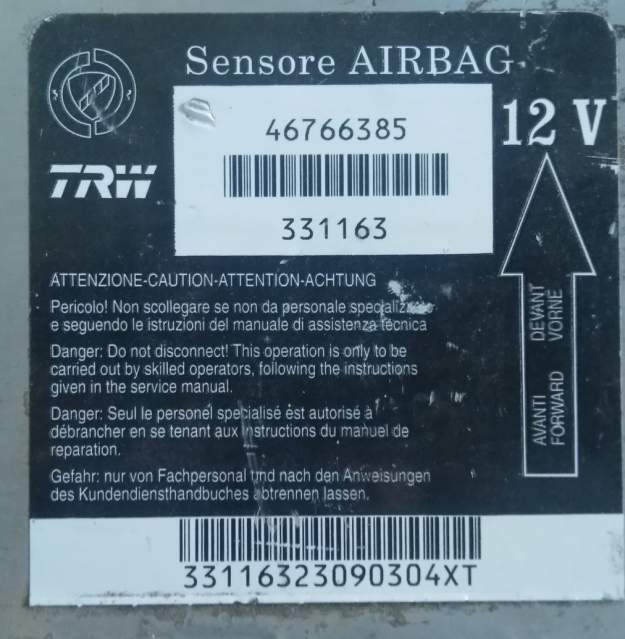 Sensore AIRBAG
46766385
12 V
TRW
331163
ATTENZIONE-CAUTION-ATTENTION-ACHTUNG
Pericolo! Non scollegare se non da personale specializzato
e seguendo le istruzioni del manuale di assistenza tecnica
Danger: Do not disconnect! This operation is only to be
carried out by skilled operators, following the instructions
given in the service manual.
Danger: Seul le personel specialisé est autorisé à
débrancher en se tenant aux instructions du manuel de
reparation.
Gefahr: nur von Fachpersonal und nach den Anweisungen
des Kundendiensthandbuches abtrennen lassen.
AVANTI DEVANT
FORWARD VORNE
33116323090304XT